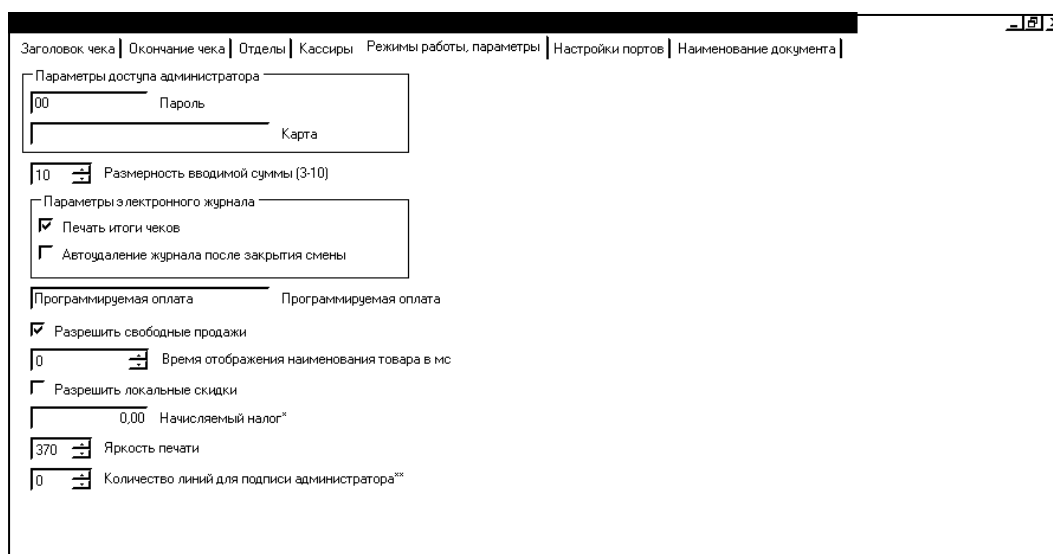 Заголовок чека Окончание чека Отделы Кассиры Режимы работы, параметры Настройки портов Наименование документа
Параметры доступа администратора
00 Пароль
Карта
10 Размерность вводимой суммы (3-10)
Параметры электронного журнала
Печать итоги чеков
Автоудаление журнала после закрытия смены
Программируемая оплата Программируемая оплата
Разрешить свободные продажи
0 Время отображения наименования товара в мс
Разрешить локальные скидки
0,00 Начисляемый налог*
370 Яркость печати
0 Количество линий для подписи администратора**